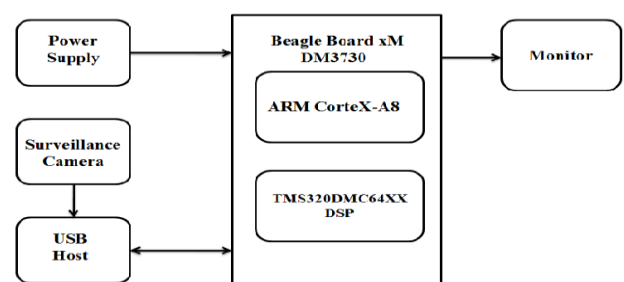 Power
Supply
Beagle Board xM
DM3730
Monitor
ARM CorteX-A8
Surveillance
Camera
TMS320DMC64XX
DSP
USB
Host